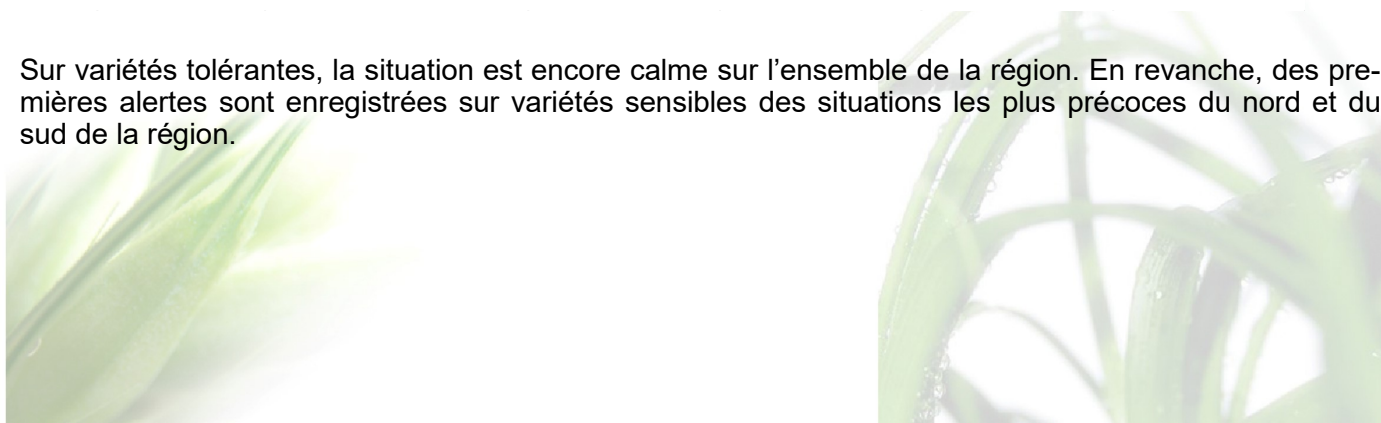 Sur variétés tolérantes, la situation est encore calme sur l’ensemble de la région. En revanche, des pre-
mières alertes sont enregistrées sur variétés sensibles des situations les plus précoces du nord et du
sud de la région.